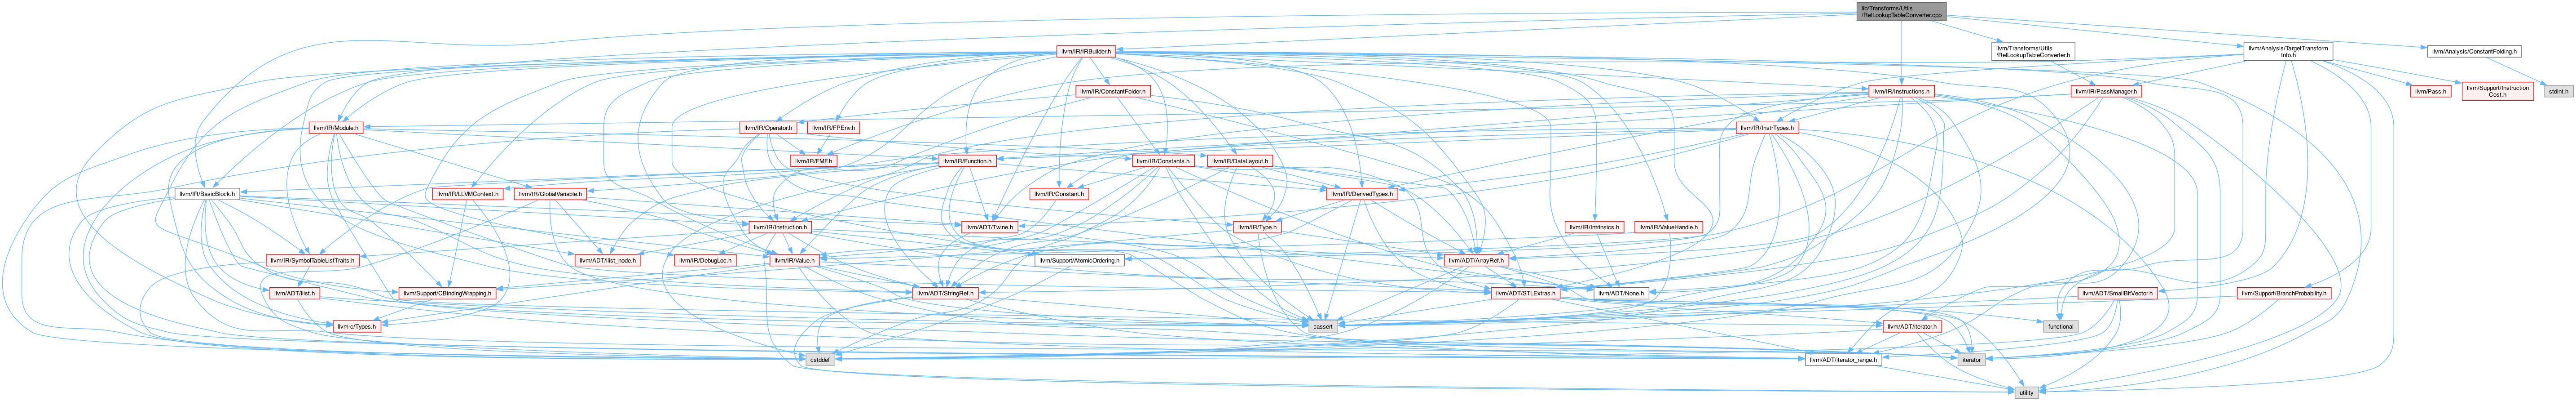 lib/Transforms/Utils
/RelLookupTableConverter.cpp
llvm/IR/IRBuilder.h
llvm/Transforms/Utils
/RelLookupTableConverter.h
llvm/Analysis/TargetTransform
Info.h
llvm/Analysis/ConstantFolding.h
llvm/IR/ConstantFolder.h
llvm/IR/Instructions.h
llvm/IR/PassManager.h
llvm/Pass.h
llvm/Support/Instruction
Cost.h
stdint.h
llvm/IR/Module.h
llvm/IR/Operator.h
llvm/IR/FPEnv.h
llvm/IR/InstrTypes.h
llvm/IR/FMF.h
llvm/IR/Function.h
llvm/IR/Constants.h
llvm/IR/DataLayout.h
llvm/IR/BasicBlock.h
llvm/IR/LLVMContext.h
llvm/IR/GlobalVariable.h
llvm/IR/Constant.h
llvm/IR/DerivedTypes.h
llvm/IR/Instruction.h
llvm/ADT/Twine.h
llvm/IR/Type.h
llvm/IR/Intrinsics.h
llvm/IR/ValueHandle.h
llvm/IR/SymbolTableListTraits.h
llvm/ADT/ilist_node.h
llvm/IR/DebugLoc.h
llvm/IR/Value.h
llvm/Support/AtomicOrdering.h
llvm/ADT/ArrayRef.h
llvm/ADT/ilist.h
llvm/Support/CBindingWrapping.h
llvm/ADT/StringRef.h
llvm/ADT/STLExtras.h
llvm/ADT/None.h
llvm/ADT/SmallBitVector.h
llvm/Support/BranchProbability.h
llvm-c/Types.h
cassert
llvm/ADT/iterator.h
functional
cstddef
llvm/ADT/iterator_range.h
iterator
utility